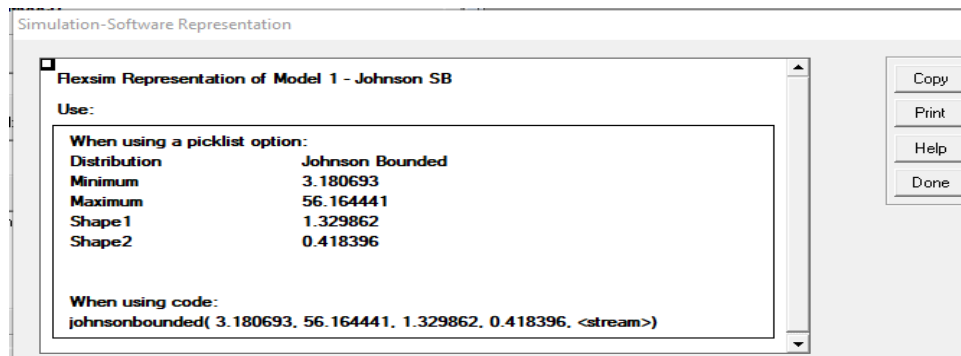 Simulation-Software Representation
Flexsim Representation of Model 1 - Johnson SB
Use:
When using a picklist option:
Distribution Johnson Bounded
Minimum 3.180693
Maximum 56.164441
Shape1 1.329862
Shape2 0.418396
When using code:
johnsonbounded( 3.180693, 56.164441, 1.329862, 0.418396, <stream>)
Copy
Print
Help
Done